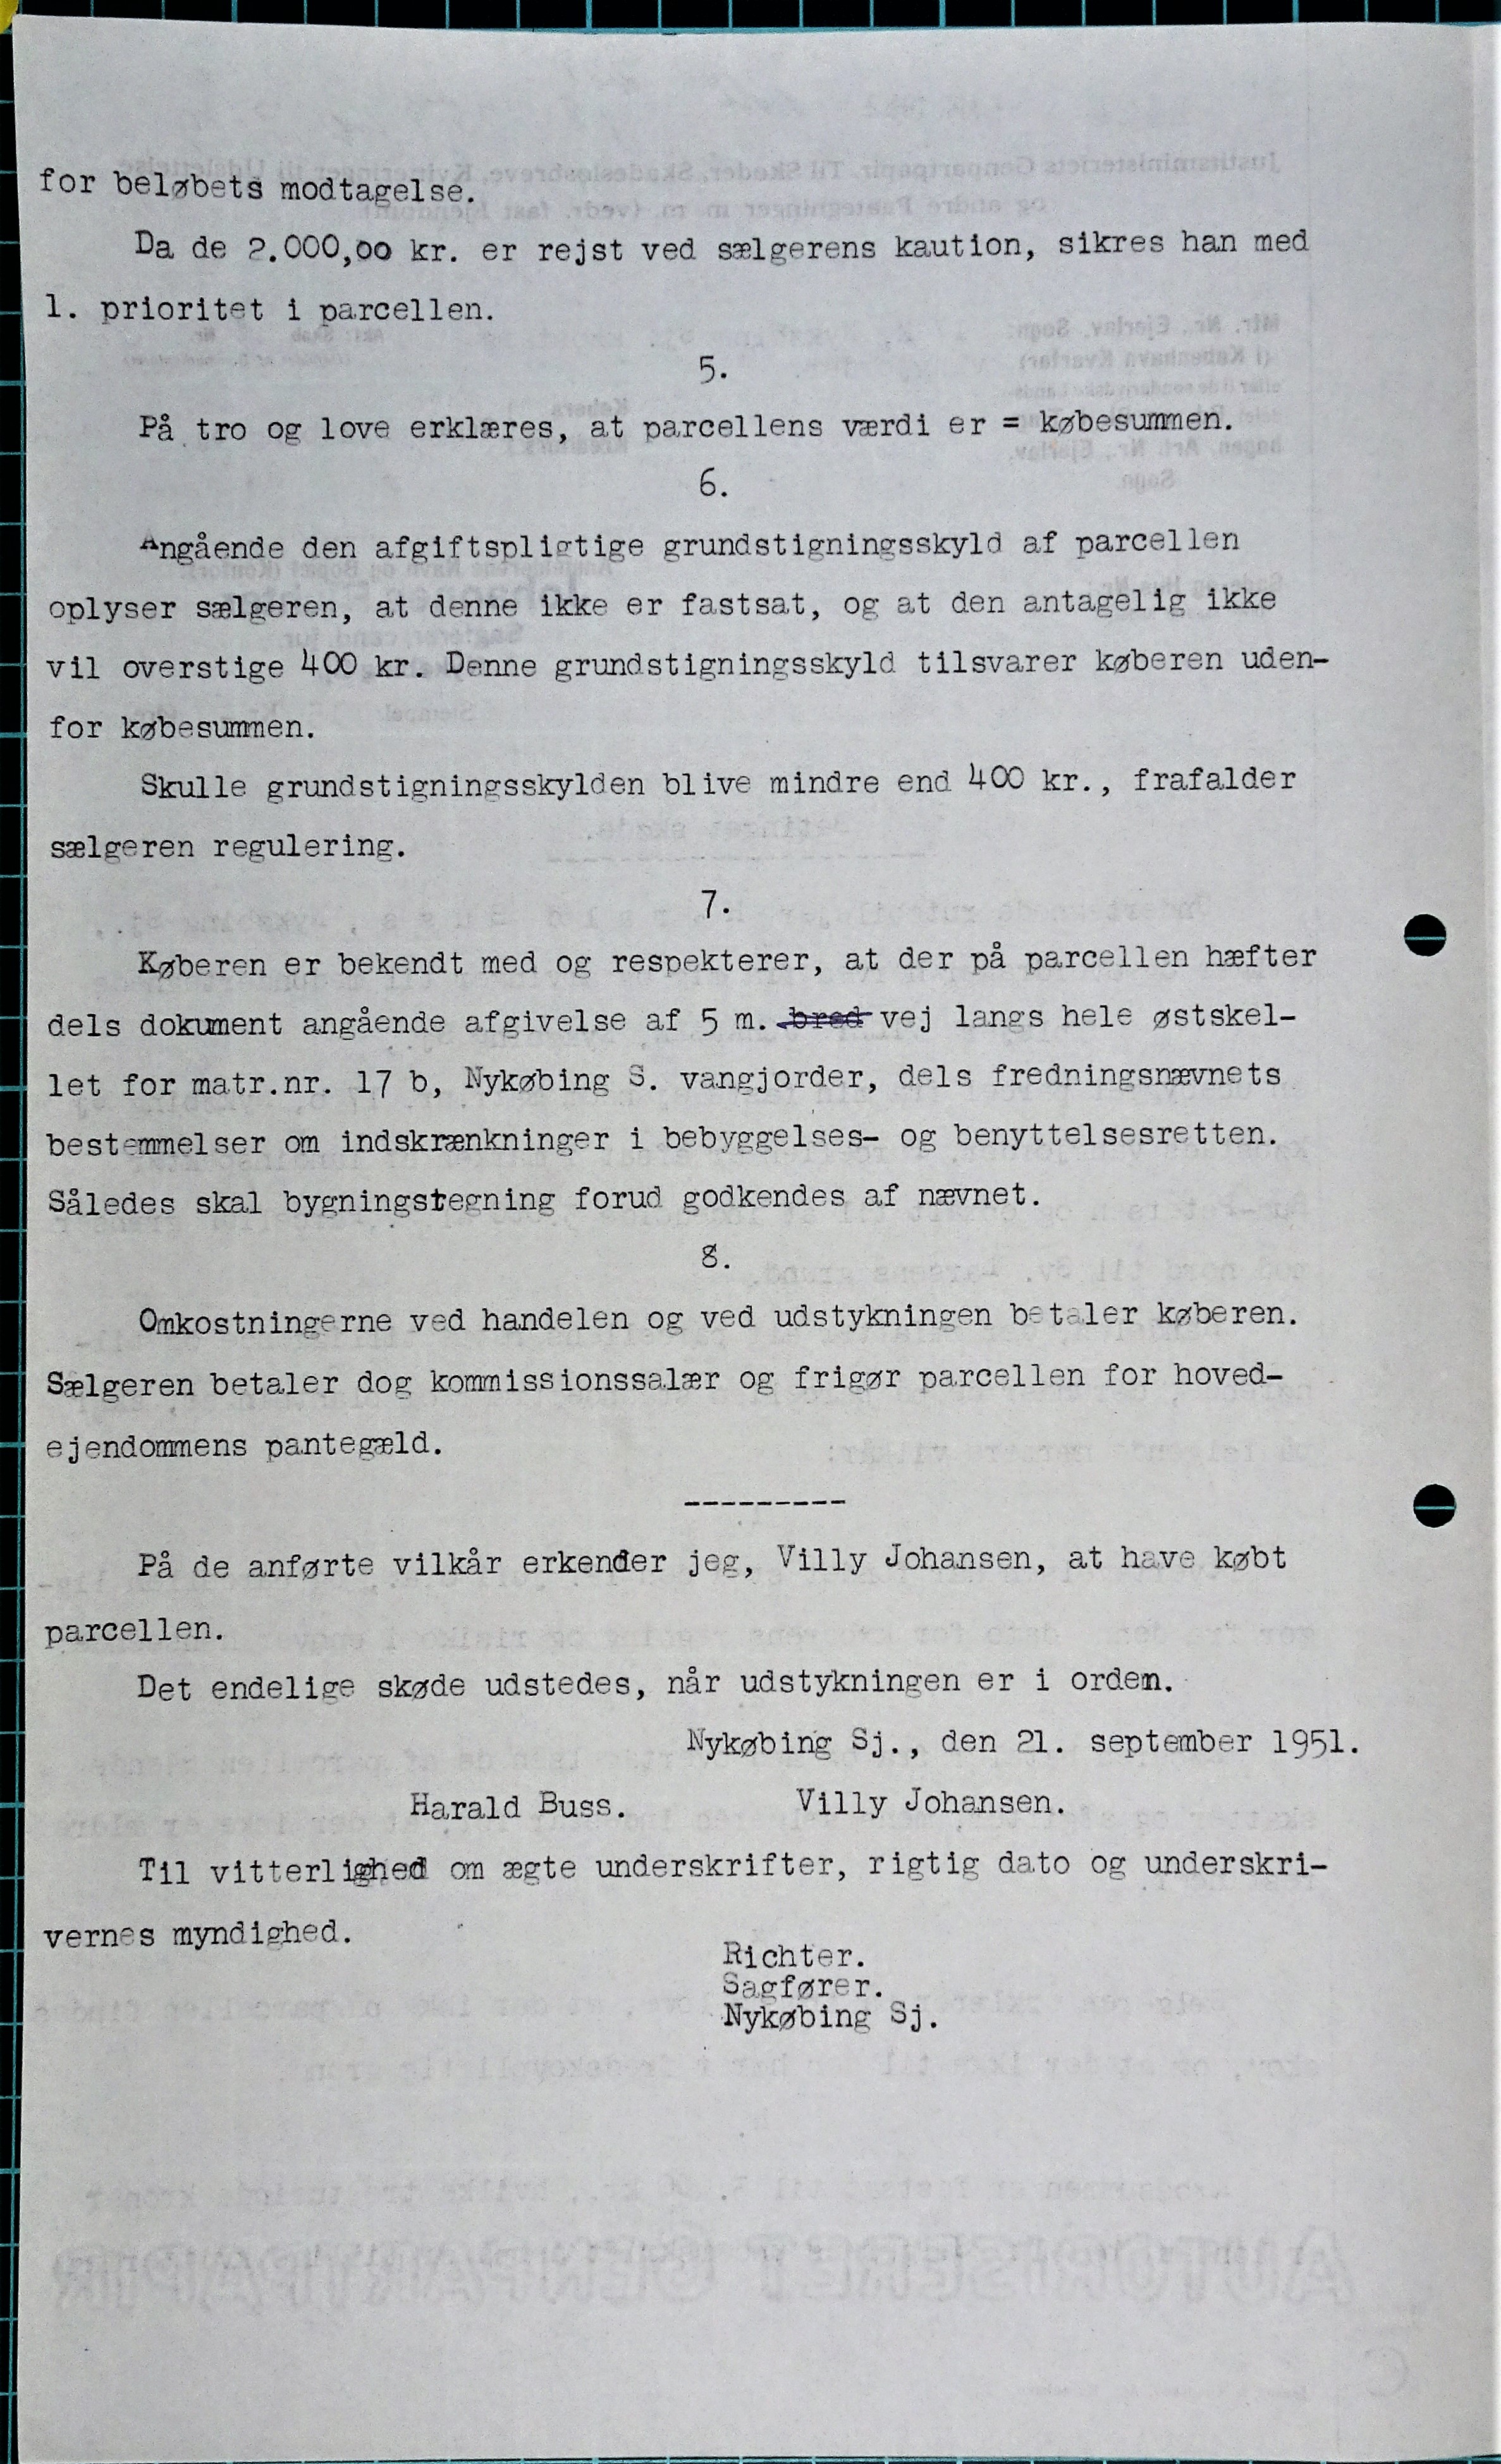 for beløbets modtagelse.
Da de 2.000,00 kr. er rejst ved sælgerens kaution, sikres han med
1. prioritet i parcellen.
5.
På tro og love erklæres, at parcellens værdi er = købesummen.
6.
Angående den afgiftspligtige grundstigningsskyld af parcellen
oplyser sælgeren, at denne ikke er fastsat, og at den antagelig ikke
vil overstige 400 kr. Denne grundstigningsskyld tilsvarer køberen uden-
for købesummen.
Skulle grundstigningsskylden blive mindre end 400 kr., frafalder
sælgeren regulering.
7.
Køberen er bekendt med og respekterer, at der på parcellen hæfter
dels dokument angående afgivelse af 5 m. bred vej langs hele østskel-
let for matr.nr. 17 b, Nykøbing S. vangjorder, dels fredningsnævnets
bestemmelser om indskrænkninger i bebyggelses- og benyttelsesretten.
Således skal bygningstegning forud godkendes af nævnet.
8.
Omkostningerne ved handelen og ved udstykningen betaler køberen.
Sælgeren betaler dog kommissionssalær og frigør parcellen for hoved-
ejendommens pantegæld.
---------
På de anførte vilkår erkender jeg, Villy Johansen, at have købt
parcellen.
Det endelige skøde udstedes, når udstykningen er i orden.
Nykøbing Sj., den 21. september 1951.
Harald Buss. Villy Johansen.
Til vitterlighed om ægte underskrifter, rigtig dato og underskri-
vernes myndighed.
Richter.
Sagfører.
Nykøbing Sj.